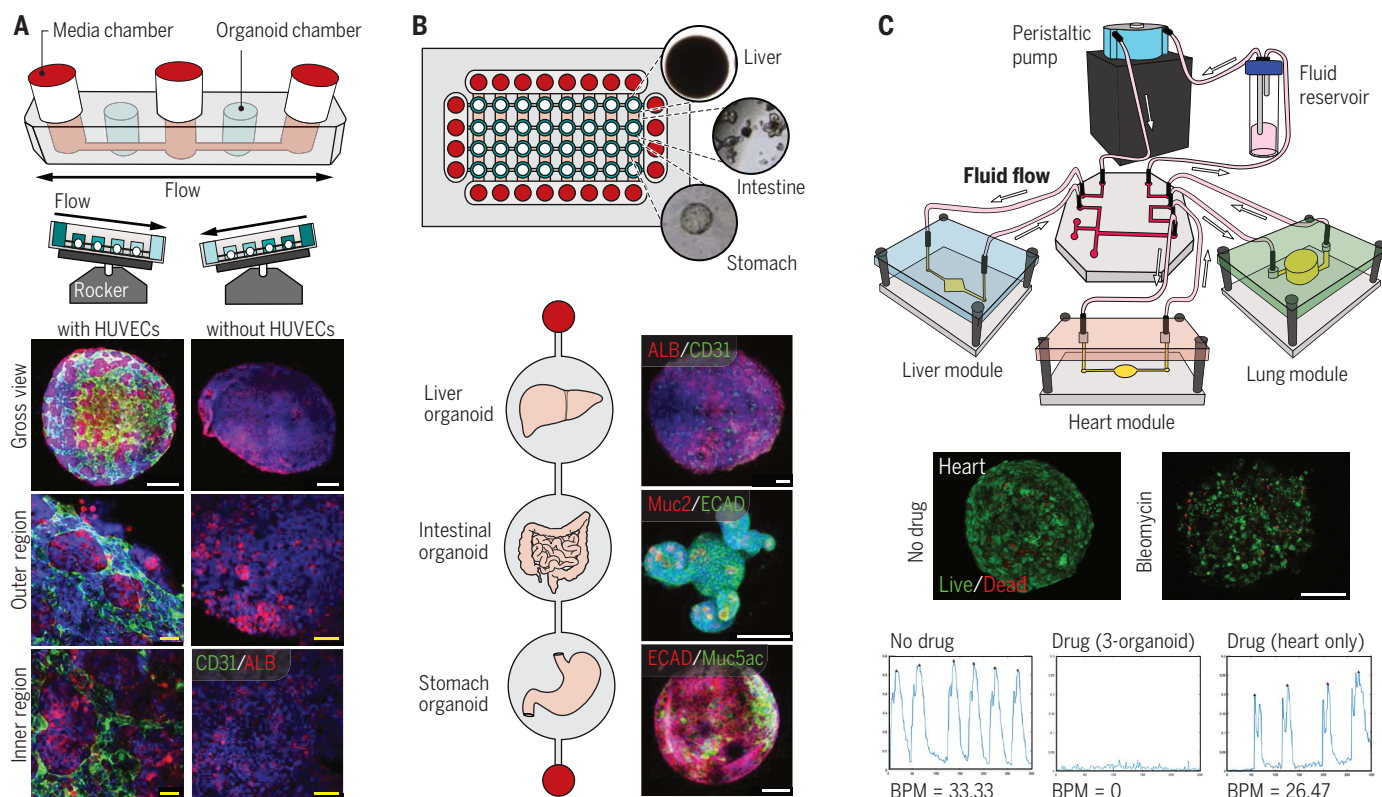 A
Media chamber
Organoid chamber
Flow
Flow
Rocker
with HUVECs
without HUVECs
Gross view
Outer region
Inner region
CD31/ALB
B
Liver
Intestine
Stomach
Liver
organoid
Intestinal
organoid
Stomach
organoid
ALB/CD31
Muc2/ECAD
ECAD/Muc5ac
C
Peristaltic
pump
Fluid
reservoir
Fluid flow
Liver module
Heart module
Lung module
Heart
No drug
Live/Dead
Bleomycin
No drug
Drug (3-organoid)
Drug (heart only)
BPM = 33.33
BPM = 0
BPM = 26.47